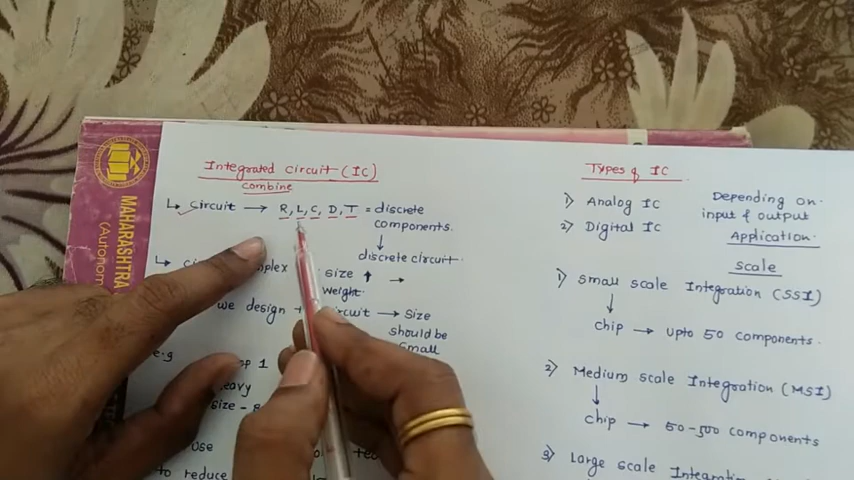 MAHARASHTRA
(Autonomous
Integrated circuit (IC)
combine
↳ circuit → R, L, C, D, T = discrete
components.
↓
discrete circuit
size ↑ →
weight
we design
→ size
should be
small
e.g
1
heavy
size -
use
to reduce
Types of IC
1) Analog IC
2) Digital IC
Depending on
input & output
Application
scale
1) small scale Integration (SSI)
↓
chip → upto 50 components.
2) Medium scale Integration (MSI)
↓
chip → 50-500 components
3) Large scale